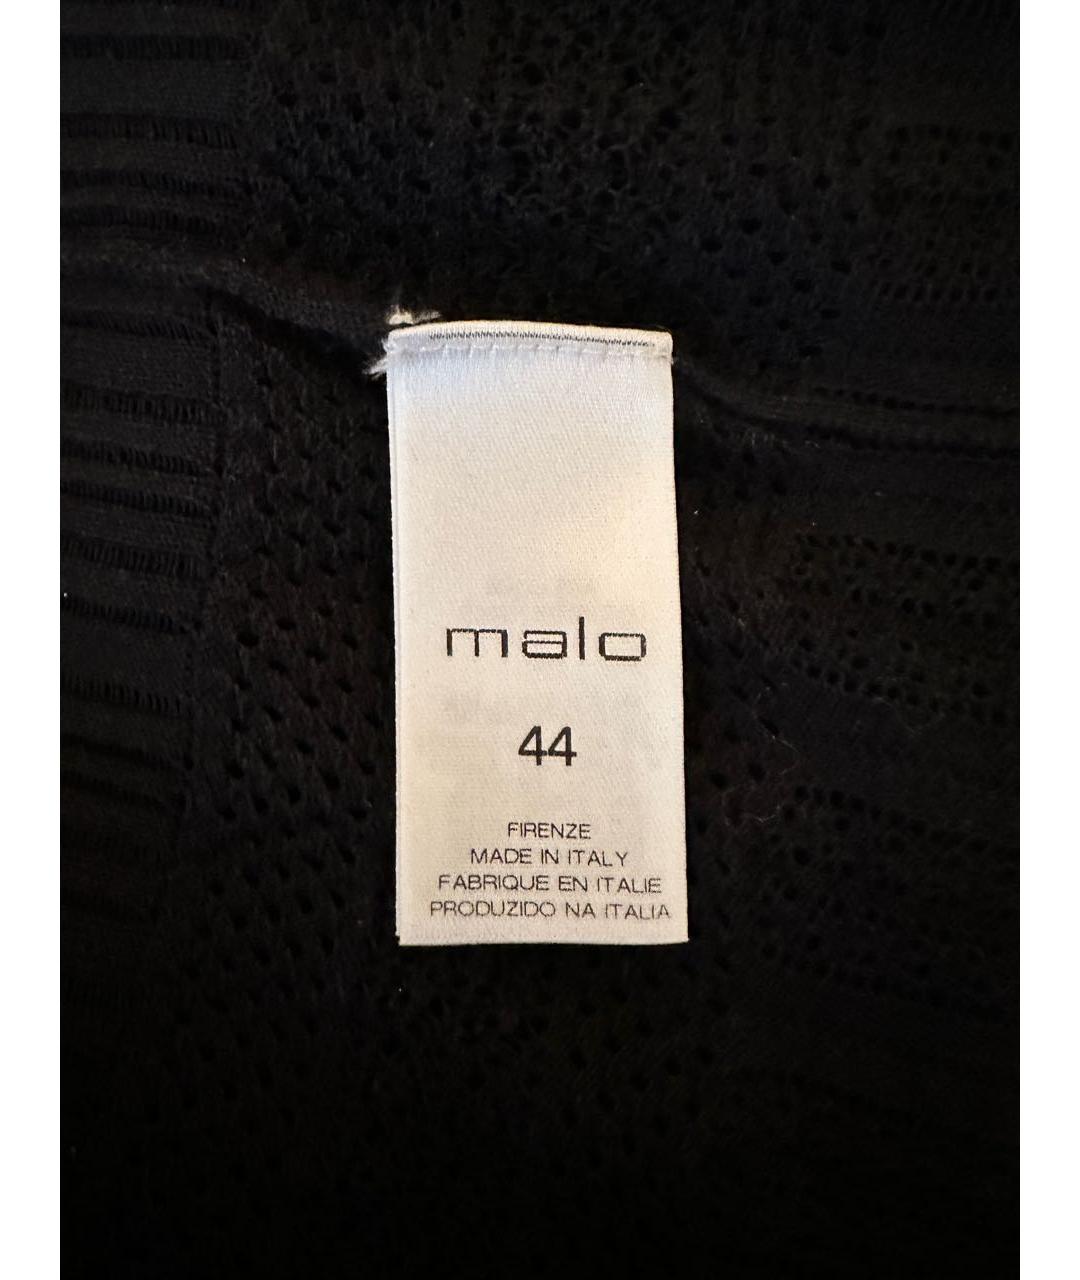 malo
44
FIRENZE
MADE IN ITALY
FABRIQUE EN ITALIE
PRODUZIDO NA ITALIA